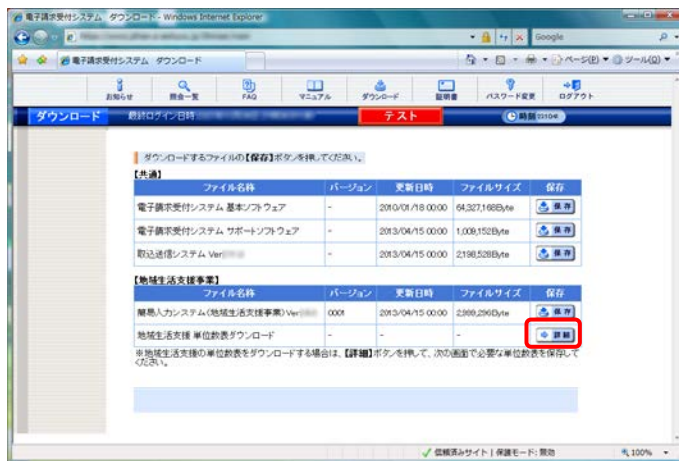 電子請求受付システム ダウンロード - Windows Internet Explorer
Google
電子請求受付システム ダウンロード
ページ(P) ツール(O)
お知らせ 照会一覧 FAQ マニュアル ダウンロード 証明書 パスワード変更 ログアウト
ダウンロード 最終ログイン日時 テスト 時刻
ダウンロードするファイルの【保存】ボタンを押してください。
【共通】
ファイル名称 バージョン 更新日時 ファイルサイズ 保存
電子請求受付システム 基本ソフトウェア - 2010/01/18 00:00 64,327,168Byte 保存
電子請求受付システム サポートソフトウェア - 2013/04/15 00:00 1,009,152Byte 保存
取込送信システム Ver - 2013/04/15 00:00 2,198,528Byte 保存
【地域生活支援事業】
ファイル名称 バージョン 更新日時 ファイルサイズ 保存
簡易入力システム(地域生活支援事業) Ver 0001 2013/04/15 00:00 2,989,296Byte 保存
地域生活支援 単位数表ダウンロード - - - 詳細
※地域生活支援の単位数表をダウンロードする場合は、【詳細】ボタンを押して、次の画面で必要な単位数表を保存して
ください。
信頼済みサイト | 保護モード: 無効 100%